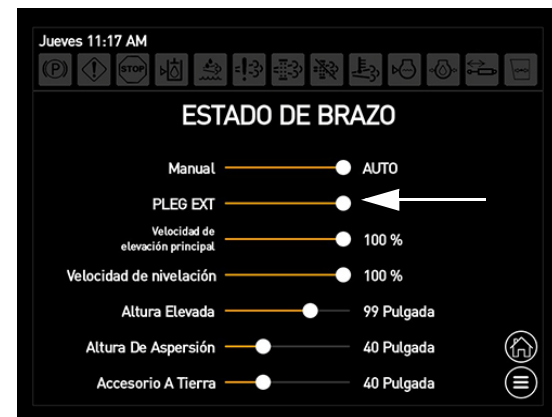 Jueves 11:17 AM
(P) STOP
ESTADO DE BRAZO
Manual AUTO
PLEG EXT
Velocidad de
elevación principal 100 %
Velocidad de nivelación 100 %
Altura Elevada 99 Pulgada
Altura De Aspersión 40 Pulgada
Accesorio A Tierra 40 Pulgada